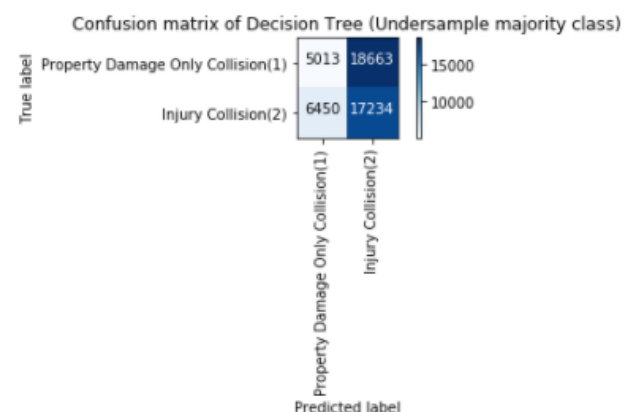 Confusion matrix of Decision Tree (Undersample majority class)
True label
Property Damage Only Collision(1)
5013 18663
Injury Collision(2)
6450 17234
15000
10000
Property Damage Only Collision(1)
Injury Collision(2)
Predicted label